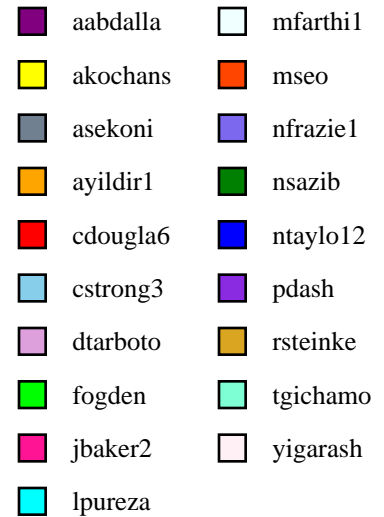 aabdalla
akochans
asekoni
ayildir1
cdougla6
cstrong3
dtarboto
fogden
jbaker2
lpureza
mfarthi1
mseo
nfrazie1
nsazib
ntaylo12
pdash
rsteinke
tgichamo
yigarash